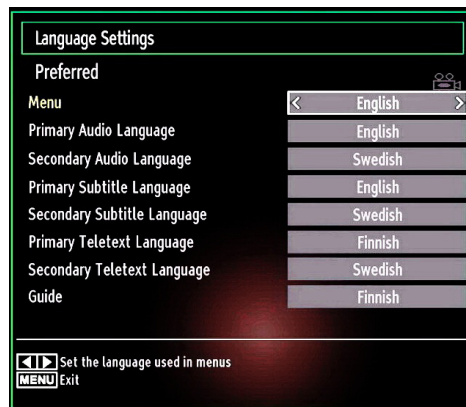 Language Settings
Preferred
Menu < English >
Primary Audio Language English
Secondary Audio Language Swedish
Primary Subtitle Language English
Secondary Subtitle Language Swedish
Primary Teletext Language Finnish
Secondary Teletext Language Swedish
Guide Finnish
Set the language used in menus
MENU Exit